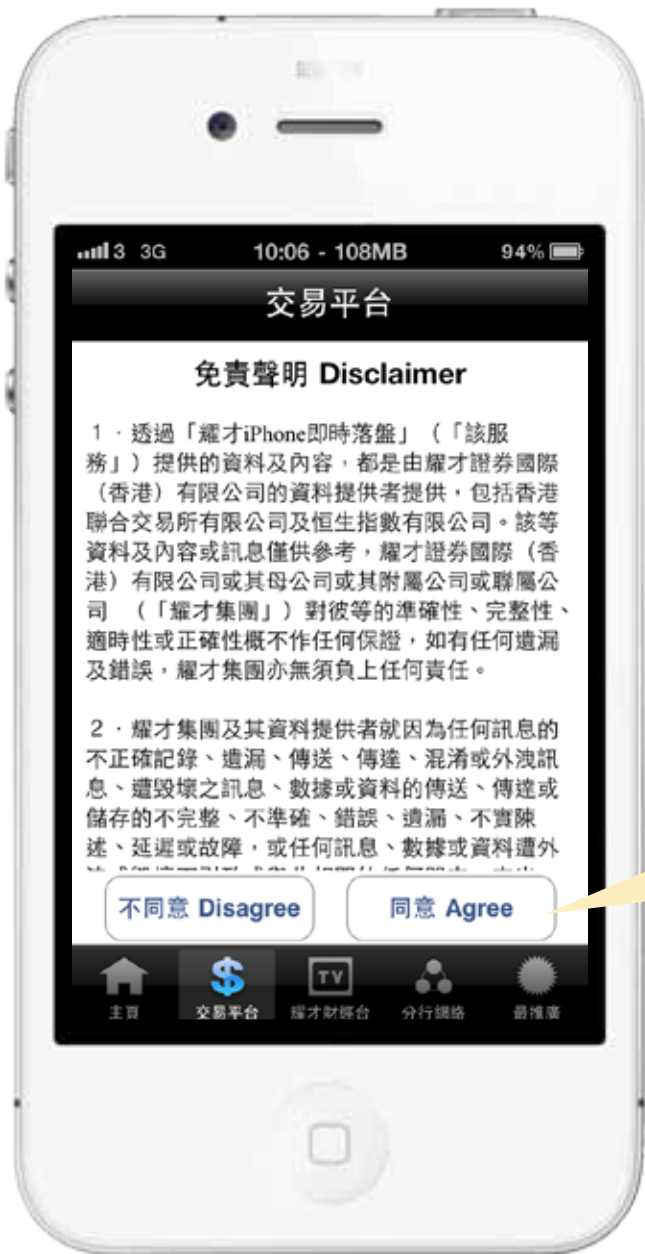 3 3G 10:06 - 108MB 94%
交易平台
免責聲明 Disclaimer
1．透過「耀才iPhone即時落盤」（「該服
務」）提供的資料及內容，都是由耀才證券國際
（香港）有限公司的資料提供者提供，包括香港
聯合交易所有限公司及恒生指數有限公司。該等
資料及內容或訊息僅供參考，耀才證券國際（香
港）有限公司或其母公司或其附屬公司或聯屬公
司 （「耀才集團」）對彼等的準確性、完整性、
適時性或正確性概不作任何保證，如有任何遺漏
及錯誤，耀才集團亦無須負上任何責任。
2．耀才集團及其資料提供者就因為任何訊息的
不正確記錄、遺漏、傳送、傳達、混淆或外洩訊
息、遭毀壞之訊息、數據或資料的傳送、傳達或
儲存的不完整、不準確、錯誤、遺漏、不實陳
述、延遲或故障，或任何訊息、數據或資料遭外
不同意 Disagree 同意 Agree
TV
主頁 交易平台 耀才財經台 分行網絡 最推廣